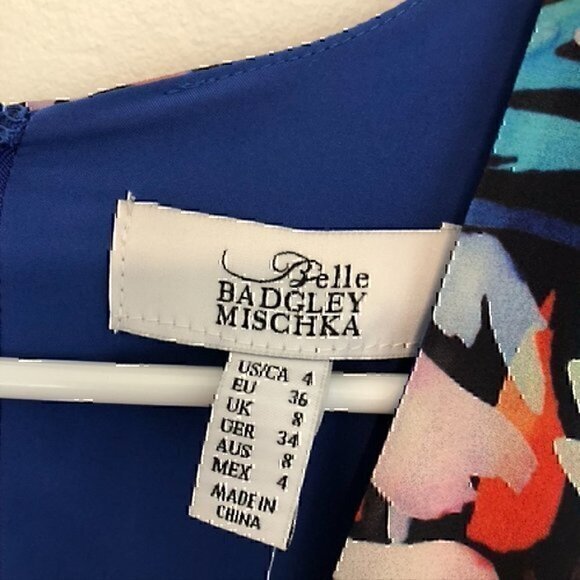 Belle
BADGLEY
MISCHKA
US/CA 4
EU 36
UK 8
GER 34
AUS 8
MEX 4
MADE IN
CHINA